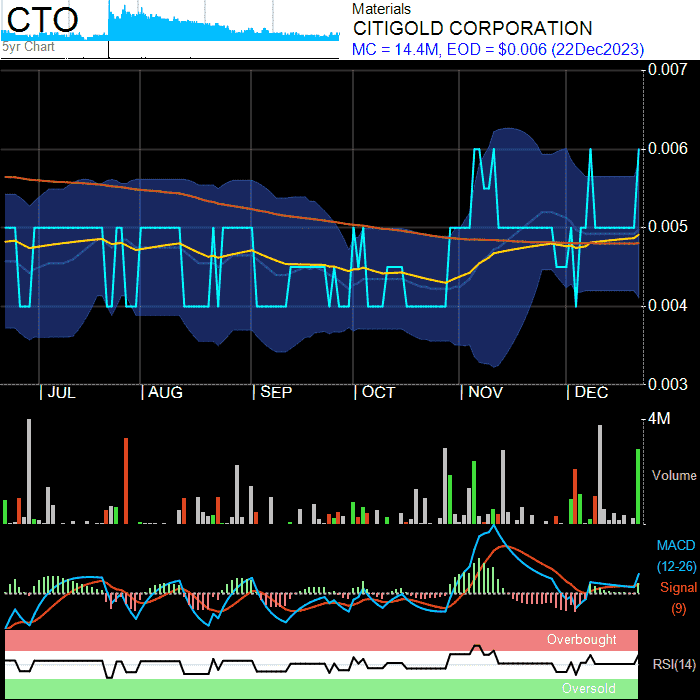 CTO
5yr Chart
Materials
CITIGOLD CORPORATION
MC = 14.4M, EOD = $0.006 (22Dec2023)
0.007
0.006
0.005
0.004
0.003
JUL
AUG
SEP
OCT
NOV
DEC
4M
Volume
MACD
(12-26)
Signal
(9)
Overbought
RSI(14)
Oversold